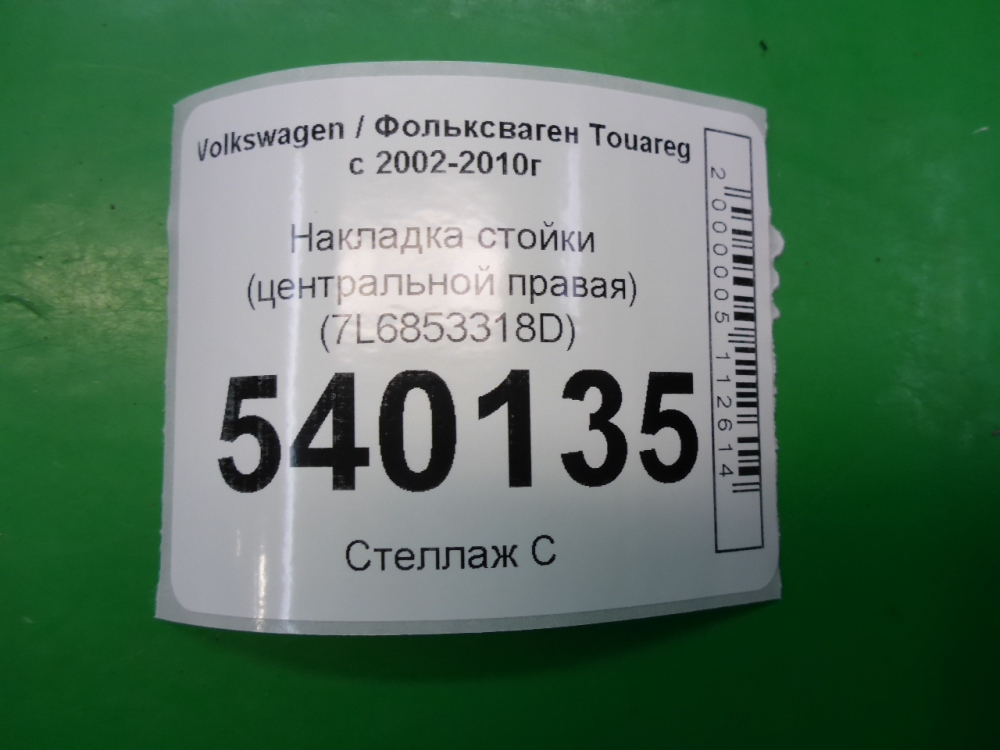 Volkswagen / Фольксваген Touareg
с 2002-2010г
Накладка стойки
(центральной правая)
(7L6853318D)
540135
Стеллаж С
2000005112614